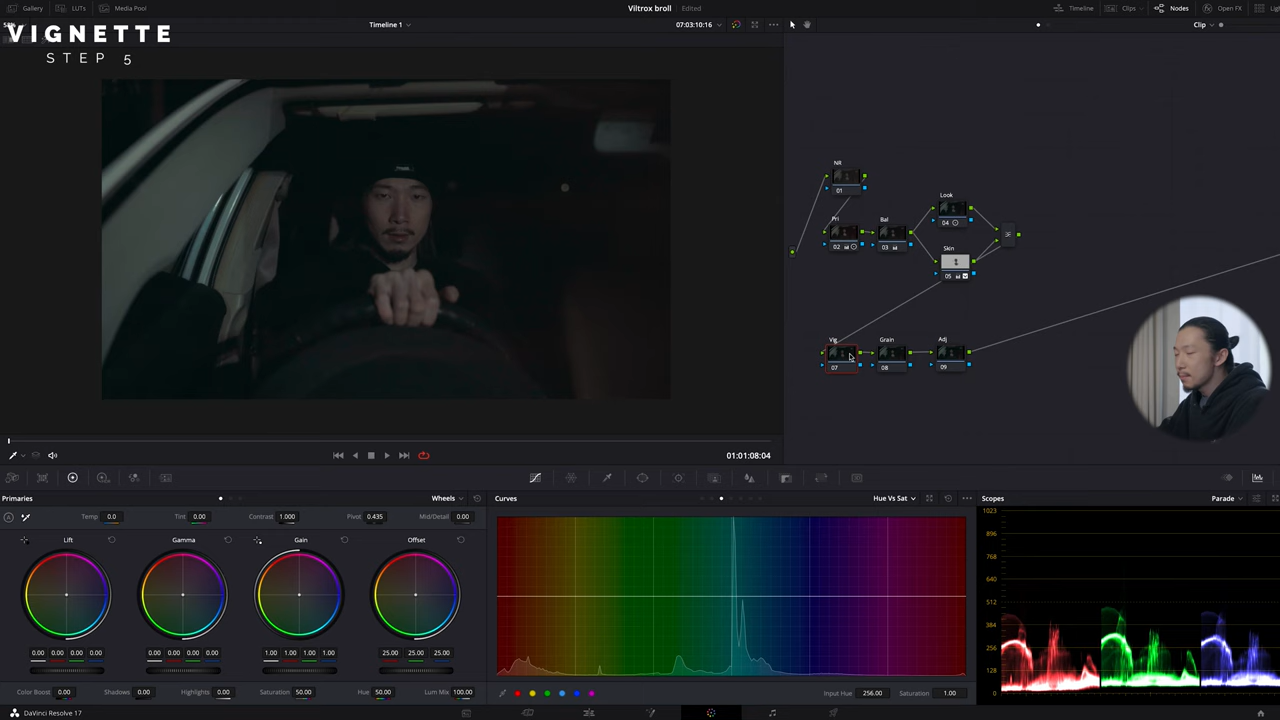 Gallery LUTs Media Pool Viltrox broll Edited Timeline Clips Nodes Open FX
Timeline 1 07:03:10:16 Clip
VIGNETTE
STEP 5
NR
01
Look
04
Pri
02
Bal
03
Skin
05
Vig
07
Grain
08
Adj
09
01:01:08:04
Primaries Wheels
Temp 0.0 Tint 0.00 Contrast 1.000 Pivot 0.435 Mid/Detail 0.00
Lift Gamma Gain Offset
0.00 0.00 0.00 0.00 0.00 0.00 0.00 0.00 1.00 1.00 1.00 1.00 25.00 25.00 25.00
Color Boost 0.00 Shadows 0.00 Highlights 0.00 Saturation 50.00 Hue 50.00 Lum Mix 100.00
Curves Hue Vs Sat
Input Hue 256.00 Saturation 1.00
Scopes Parade
1023
896
768
640
512
384
256
128
0
DaVinci Resolve 17